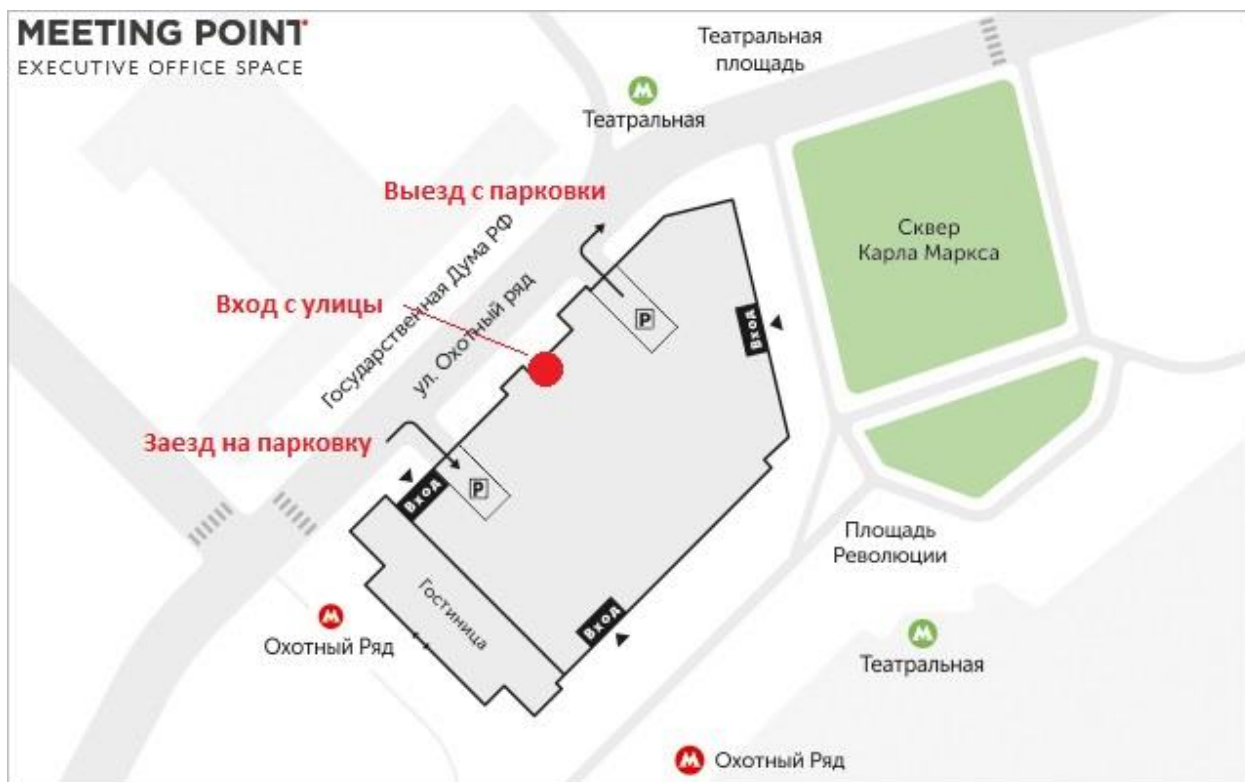 MEETING POINT
EXECUTIVE OFFICE SPACE
Театральная
площадь
М
Театральная
Выезд с парковки
Государственная Дума РФ
Сквер
Карла Маркса
Вход с улицы
ул. Охотный ряд
P
Вход
Заезд на парковку
P
Вход
Площадь
Революции
Гостиница
М
Охотный Ряд
Вход
М
Театральная
М
Охотный Ряд